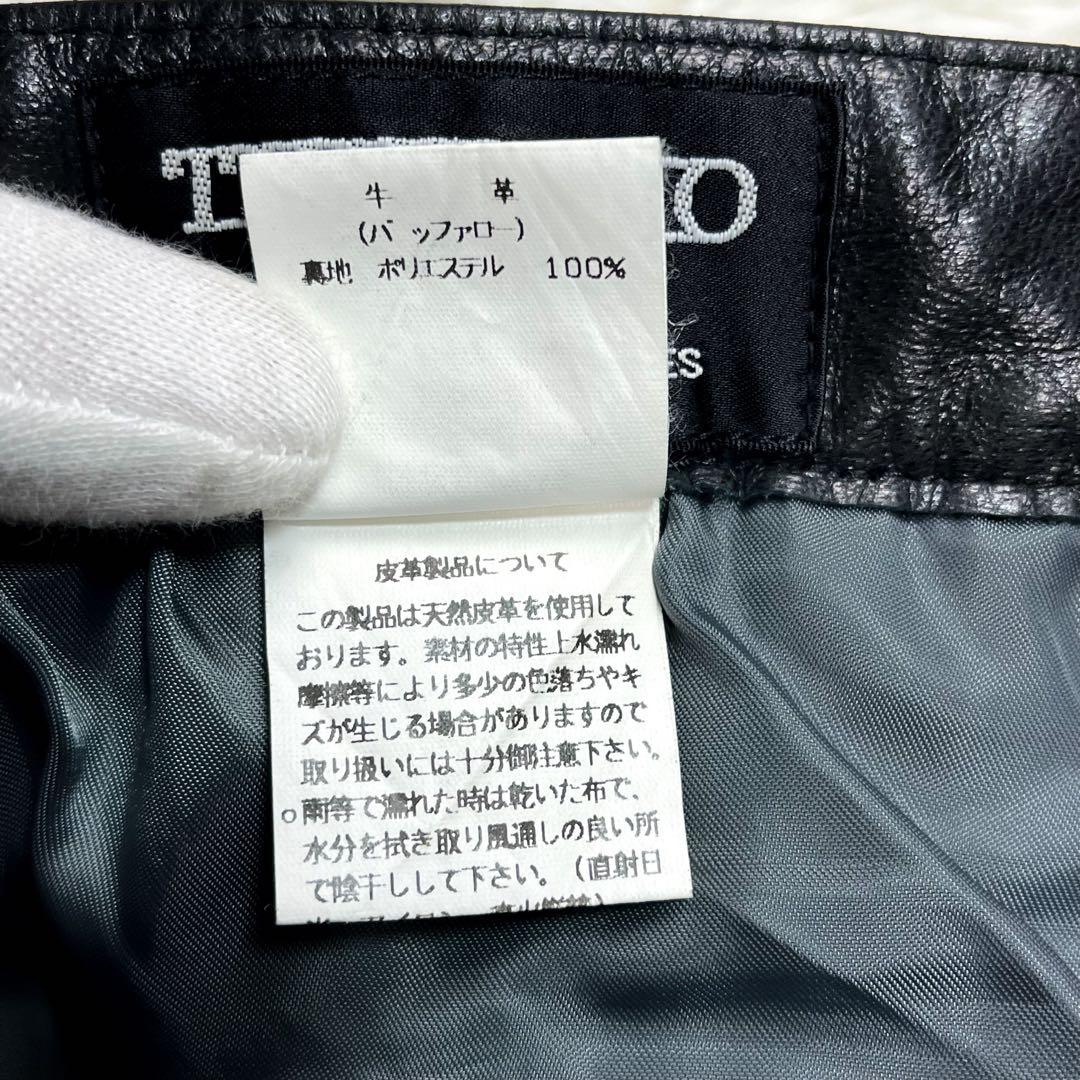 牛 革
(バッファロー)
裏地 ポリエステル 100%
ES
皮革製品について
この製品は天然皮革を使用して
おります。素材の特性上水濡れ
摩擦等により多少の色落ちやキ
ズが生じる場合がありますので
取り扱いには十分御注意下さい。
○雨等で濡れた時は乾いた布で、
水分を拭き取り風通しの良い所
で陰干しして下さい。(直射日